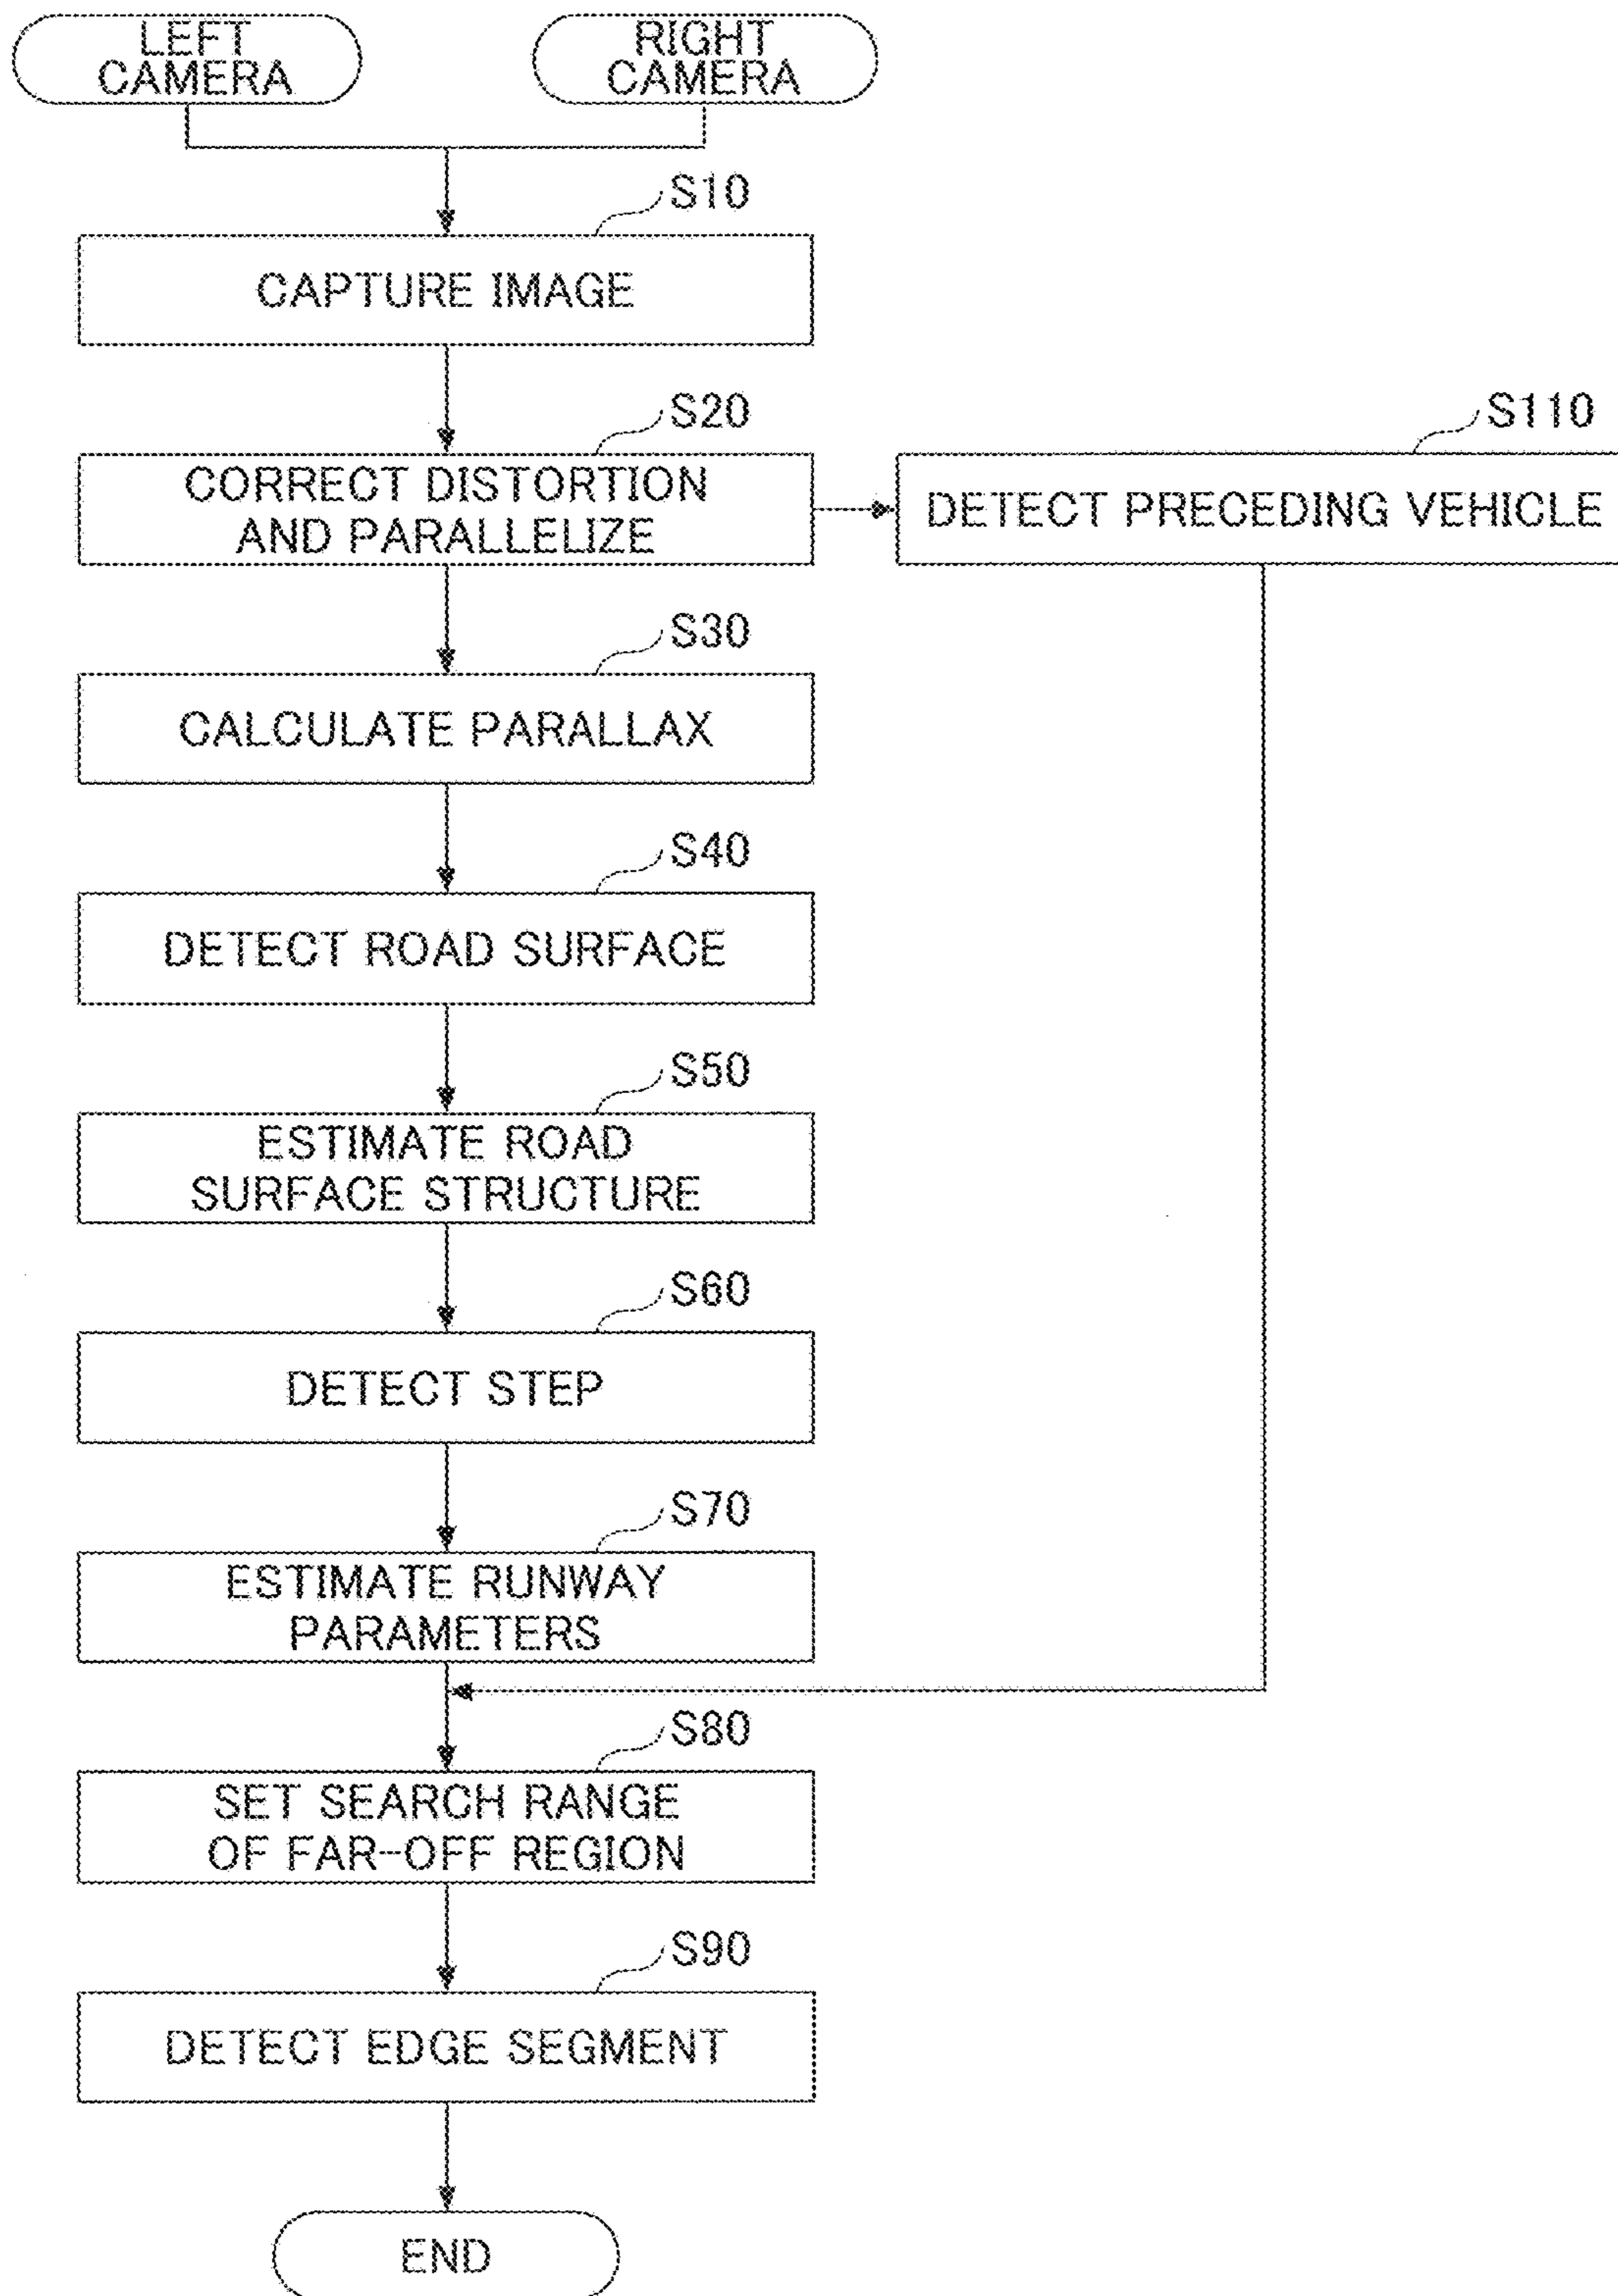 LEFT
CAMERA
RIGHT
CAMERA
S10
CAPTURE IMAGE
S20
CORRECT DISTORTION
AND PARALLELIZE
S110
DETECT PRECEDING VEHICLE
S30
CALCULATE PARALLAX
S40
DETECT ROAD SURFACE
S50
ESTIMATE ROAD
SURFACE STRUCTURE
S60
DETECT STEP
S70
ESTIMATE RUNWAY
PARAMETERS
S80
SET SEARCH RANGE
OF FAR-OFF REGION
S90
DETECT EDGE SEGMENT
END